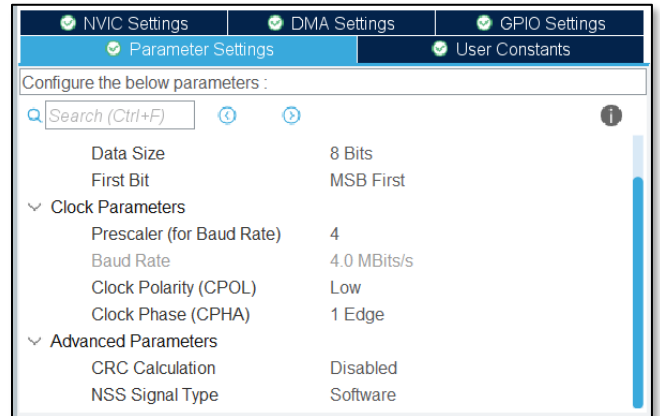 NVIC Settings DMA Settings GPIO Settings
Parameter Settings User Constants
Configure the below parameters :
Search (Ctrl+F)
Data Size 8 Bits
First Bit MSB First
Clock Parameters
Prescaler (for Baud Rate) 4
Baud Rate 4.0 MBits/s
Clock Polarity (CPOL) Low
Clock Phase (CPHA) 1 Edge
Advanced Parameters
CRC Calculation Disabled
NSS Signal Type Software